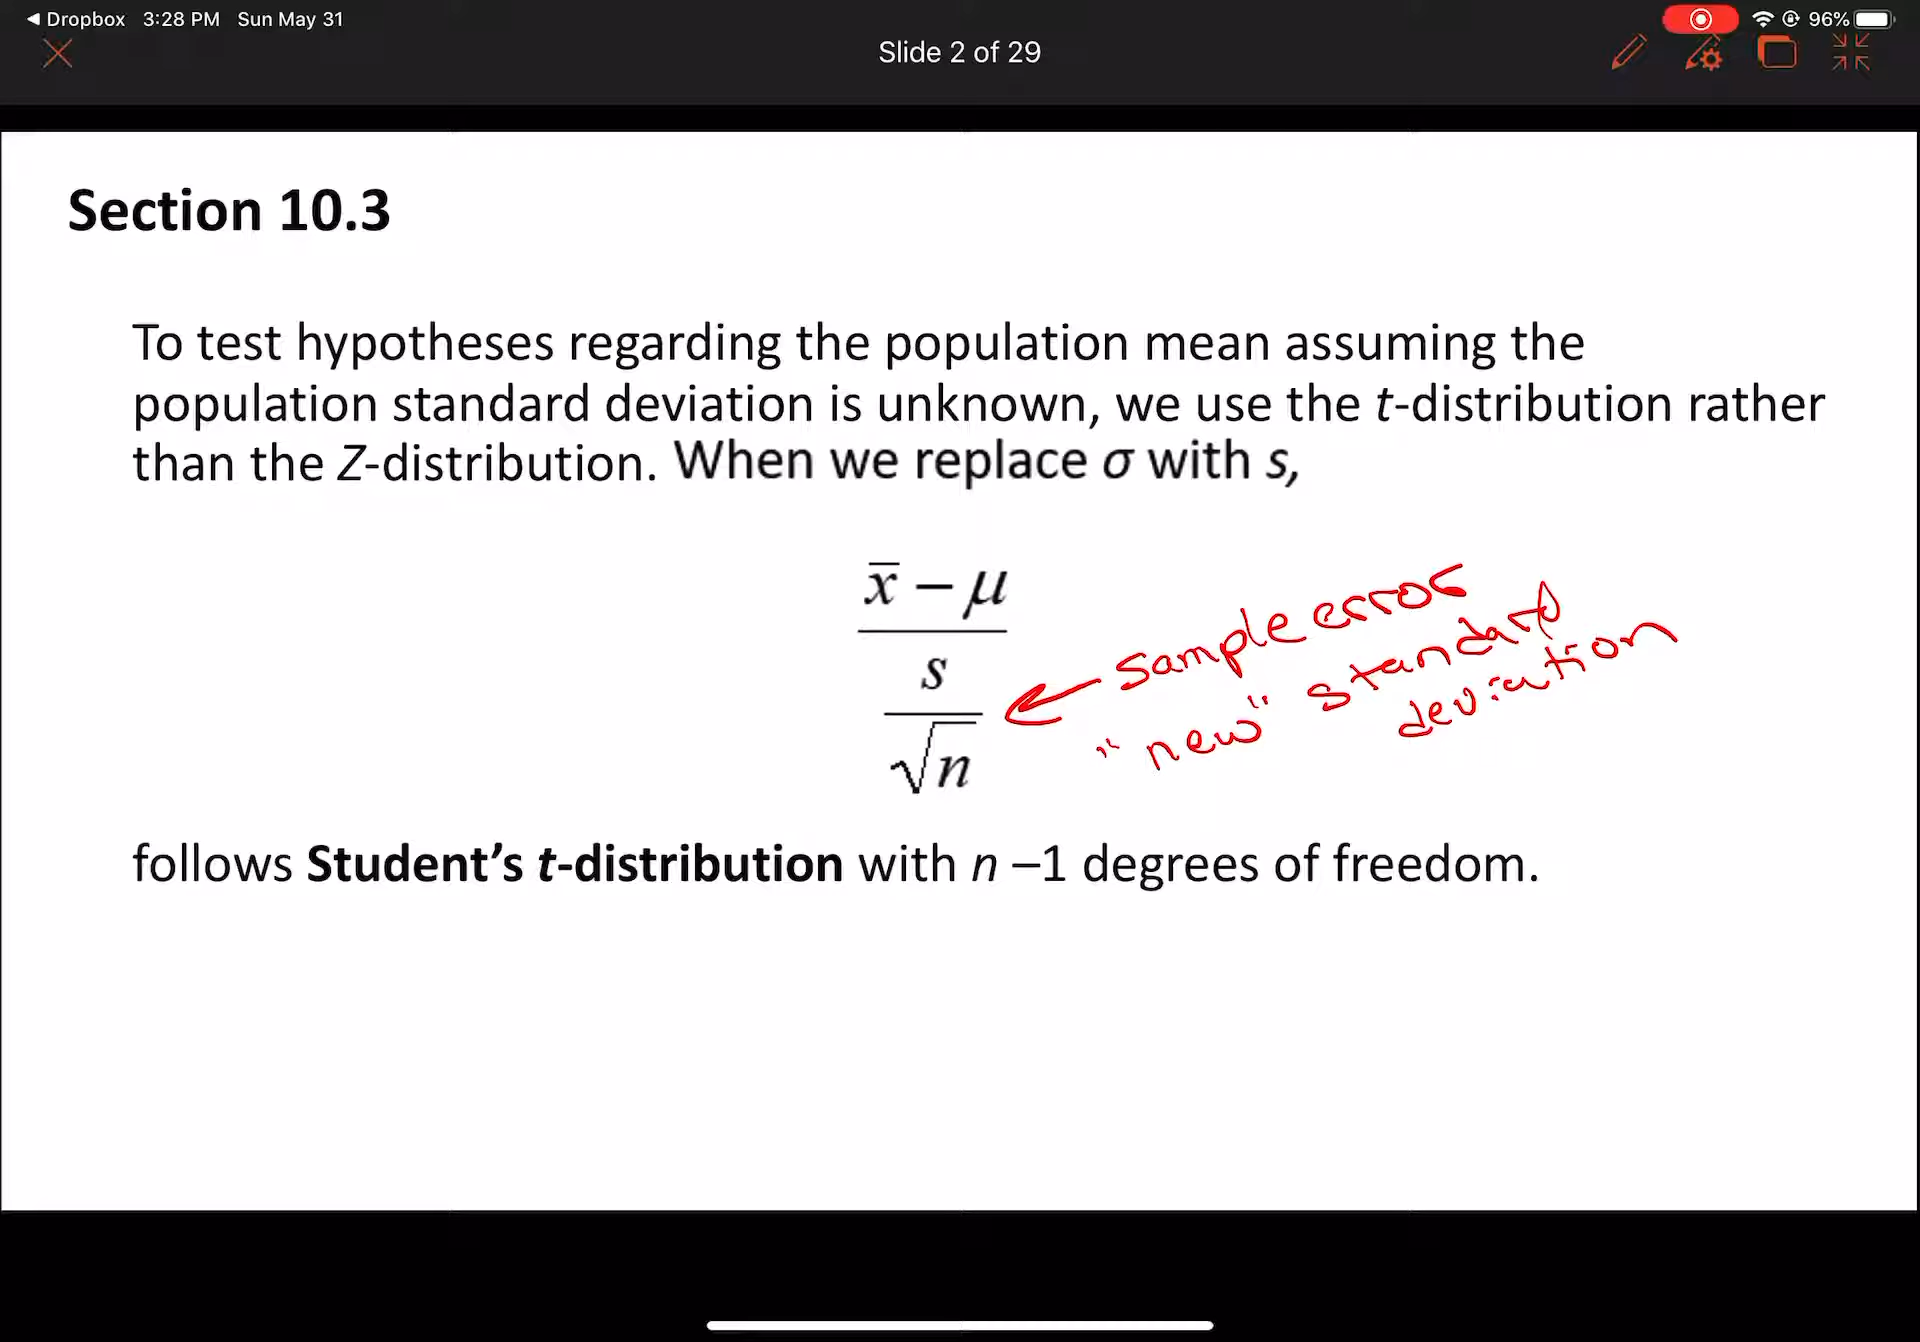 Dropbox 3:28 PM Sun May 31
96%
Slide 2 of 29
Section 10.3
To test hypotheses regarding the population mean assuming the
population standard deviation is unknown, we use the t-distribution rather
than the Z-distribution. When we replace σ with s,
x̄ − μ
s
√n
sample error
"new" standard
deviation
follows Student’s t-distribution with n –1 degrees of freedom.